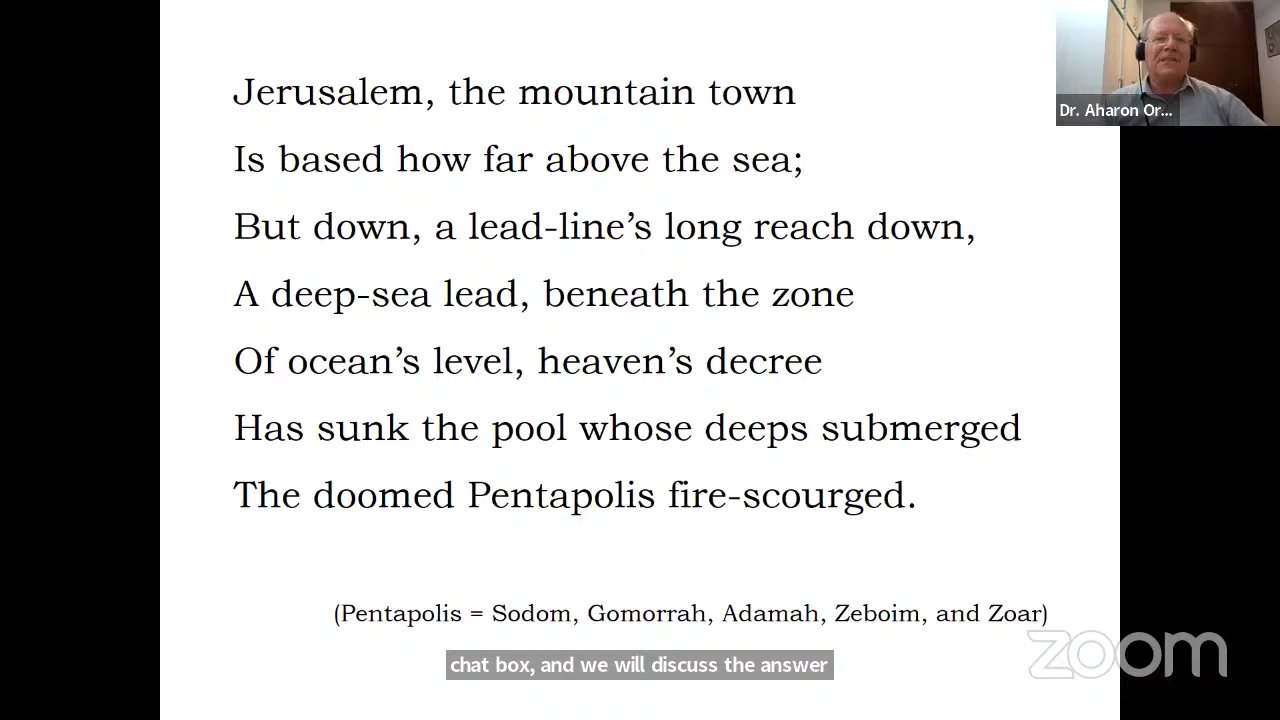 Jerusalem, the mountain town
Is based how far above the sea;
But down, a lead-line’s long reach down,
A deep-sea lead, beneath the zone
Of ocean’s level, heaven’s decree
Has sunk the pool whose deeps submerged
The doomed Pentapolis fire-scourged.
(Pentapolis = Sodom, Gomorrah, Adamah, Zeboim, and Zoar)
Dr. Aharon Or...
zoom
chat box, and we will discuss the answer